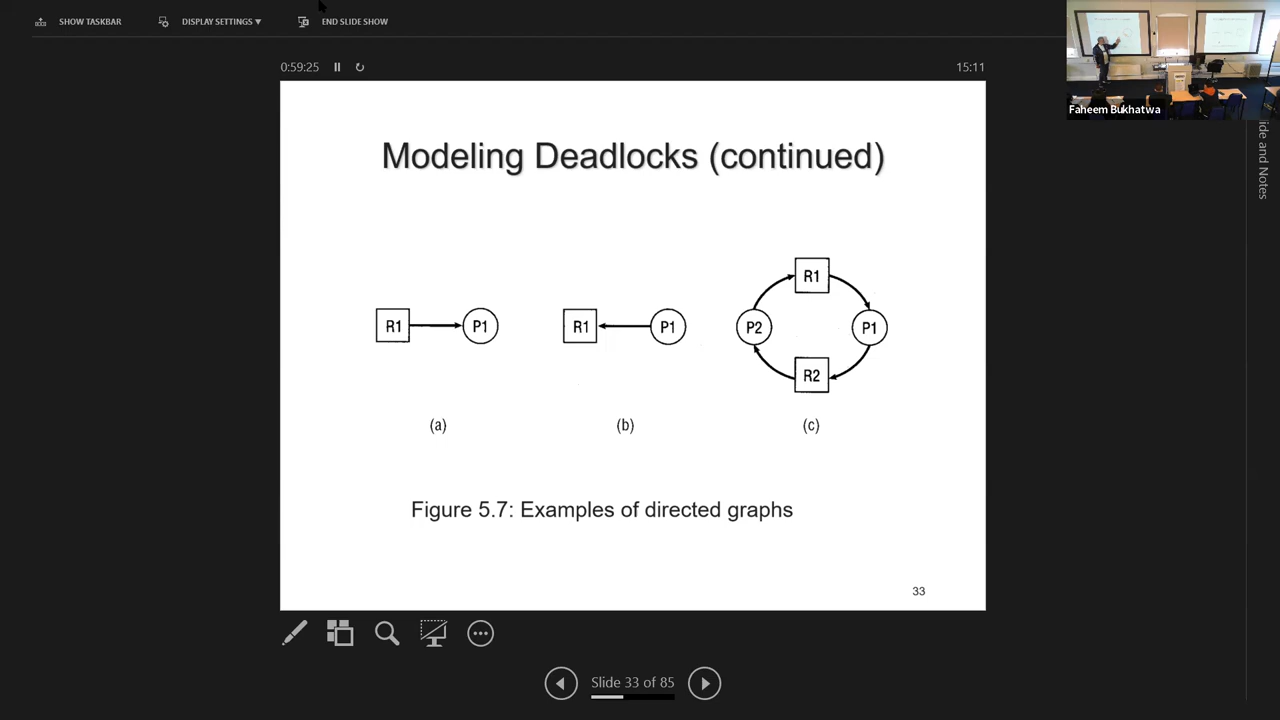 SHOW TASKBAR
DISPLAY SETTINGS ▼
END SLIDE SHOW
0:59:25
15:11
Faheem Bukhatwa
ide and Notes
Modeling Deadlocks (continued)
R1
P1
R1
P1
R1
P2
P1
R2
(a)
(b)
(c)
Figure 5.7: Examples of directed graphs
33
Slide 33 of 85